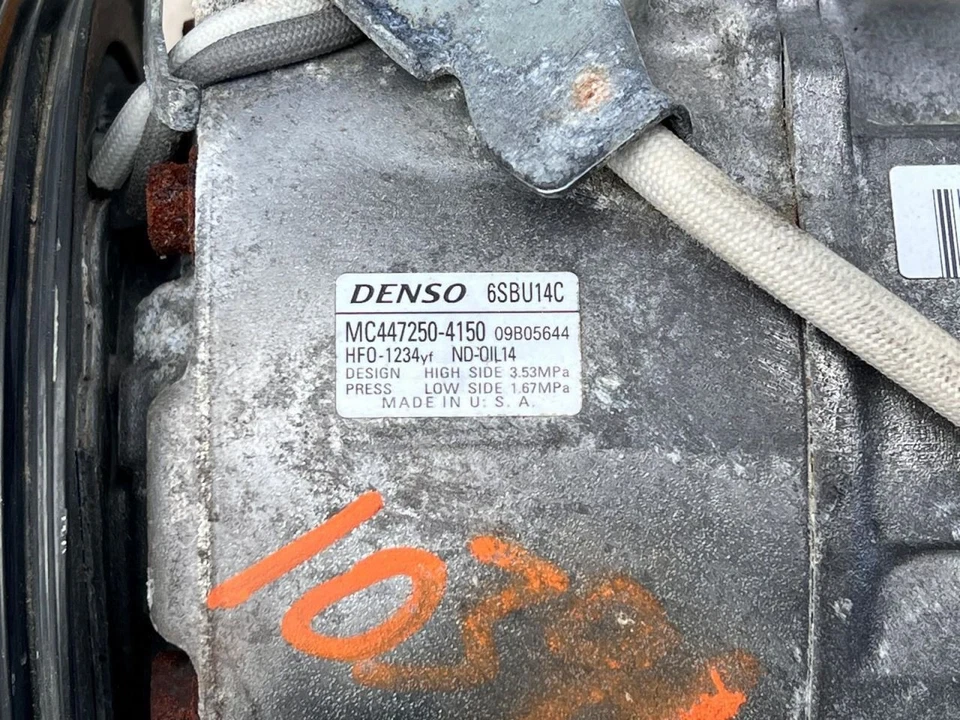 DENSO 6SBU14C
MC447250-4150 09B05644
HFO-1234yf ND-OIL14
DESIGN HIGH SIDE 3.53MPa
PRESS LOW SIDE 1.67MPa
MADE IN U. S. A.
10